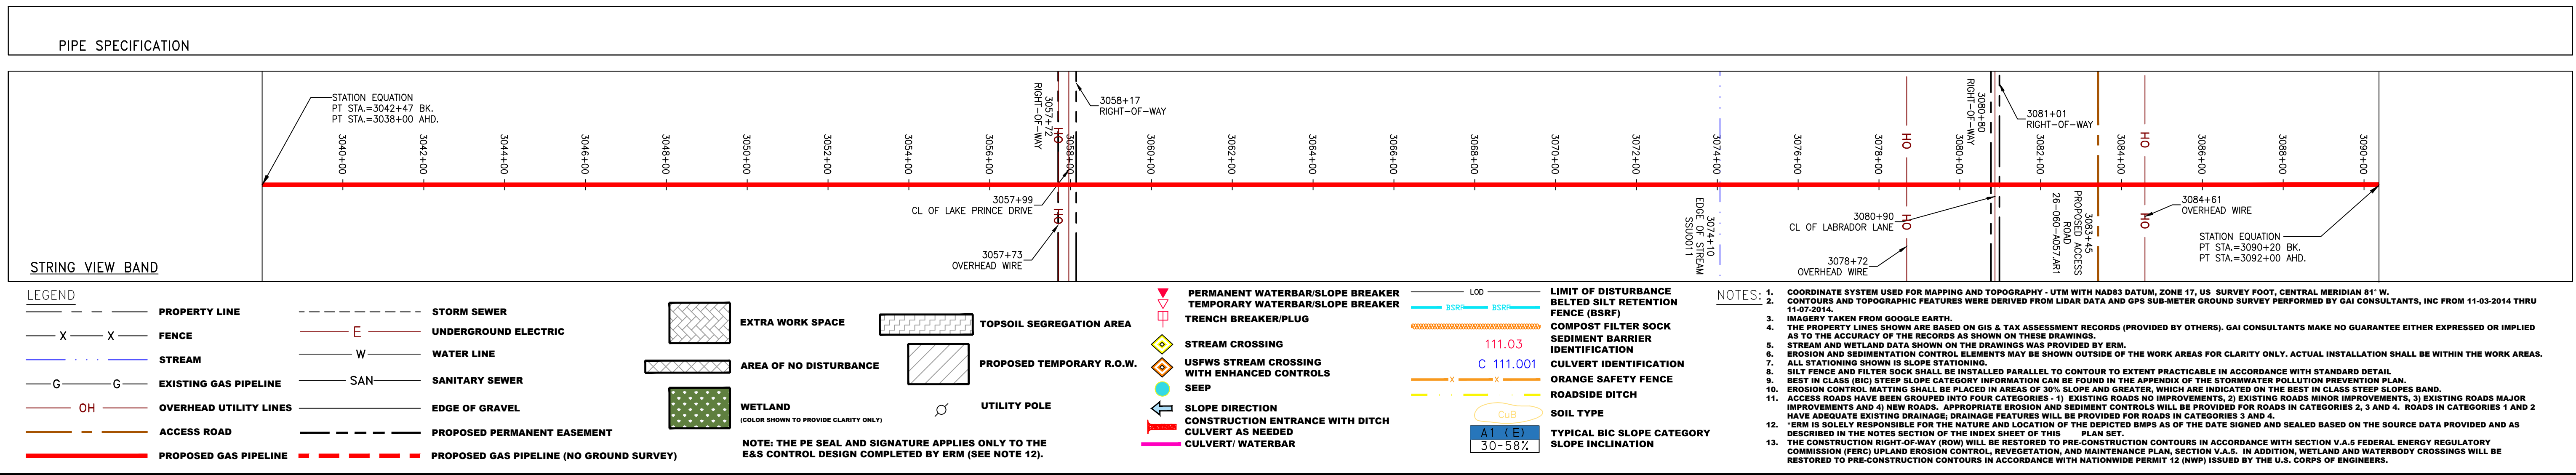 PIPE SPECIFICATION
STATION EQUATION
PT STA.=3042+47 BK.
PT STA.=3038+00 AHD.
3040+00
3042+00
3044+00
3046+00
3048+00
3050+00
3052+00
3054+00
3056+00
3057+72
RIGHT-OF-WAY
OH
3058+00
3058+17
RIGHT-OF-WAY
3060+00
3062+00
3064+00
3066+00
3068+00
3070+00
3072+00
3074+00
3076+00
3078+00
OH
3080+00
3080+80
RIGHT-OF-WAY
3081+01
RIGHT-OF-WAY
3082+00
3084+00
OH
3086+00
3088+00
3090+00
3057+99
CL OF LAKE PRINCE DRIVE
OH
3057+73
OVERHEAD WIRE
3074+10
EDGE OF STREAM
SSUO011
3080+90
CL OF LABRADOR LANE
OH
3078+72
OVERHEAD WIRE
3083+45
PROPOSED ACCESS
ROAD
26-060-A057.AR1
OH
3084+61
OVERHEAD WIRE
STATION EQUATION
PT STA.=3090+20 BK.
PT STA.=3092+00 AHD.
STRING VIEW BAND
LEGEND
PROPERTY LINE
X X FENCE
STREAM
G G EXISTING GAS PIPELINE
OH OVERHEAD UTILITY LINES
ACCESS ROAD
PROPOSED GAS PIPELINE
STORM SEWER
E UNDERGROUND ELECTRIC
W WATER LINE
SAN SANITARY SEWER
EDGE OF GRAVEL
PROPOSED PERMANENT EASEMENT
PROPOSED GAS PIPELINE (NO GROUND SURVEY)
EXTRA WORK SPACE
AREA OF NO DISTURBANCE
WETLAND
(COLOR SHOWN TO PROVIDE CLARITY ONLY)
TOPSOIL SEGREGATION AREA
PROPOSED TEMPORARY R.O.W.
UTILITY POLE
NOTE: THE PE SEAL AND SIGNATURE APPLIES ONLY TO THE
E&S CONTROL DESIGN COMPLETED BY ERM (SEE NOTE 12).
PERMANENT WATERBAR/SLOPE BREAKER
TEMPORARY WATERBAR/SLOPE BREAKER
TRENCH BREAKER/PLUG
STREAM CROSSING
USFWS STREAM CROSSING
WITH ENHANCED CONTROLS
SEEP
SLOPE DIRECTION
CONSTRUCTION ENTRANCE WITH DITCH
CULVERT AS NEEDED
CULVERT/ WATERBAR
LOD LIMIT OF DISTURBANCE
BSRF BSRF BELTED SILT RETENTION
FENCE (BSRF)
COMPOST FILTER SOCK
111.03 SEDIMENT BARRIER
IDENTIFICATION
C 111.001 CULVERT IDENTIFICATION
X X ORANGE SAFETY FENCE
ROADSIDE DITCH
CuB SOIL TYPE
A1 (E) TYPICAL BIC SLOPE CATEGORY
30-58% SLOPE INCLINATION
NOTES:
1. COORDINATE SYSTEM USED FOR MAPPING AND TOPOGRAPHY - UTM WITH NAD83 DATUM, ZONE 17, US SURVEY FOOT, CENTRAL MERIDIAN 81° W.
2. CONTOURS AND TOPOGRAPHIC FEATURES WERE DERIVED FROM LIDAR DATA AND GPS SUB-METER GROUND SURVEY PERFORMED BY GAI CONSULTANTS, INC FROM 11-03-2014 THRU
11-07-2014.
3. IMAGERY TAKEN FROM GOOGLE EARTH.
4. THE PROPERTY LINES SHOWN ARE BASED ON GIS & TAX ASSESSMENT RECORDS (PROVIDED BY OTHERS). GAI CONSULTANTS MAKE NO GUARANTEE EITHER EXPRESSED OR IMPLIED
AS TO THE ACCURACY OF THE RECORDS AS SHOWN ON THESE DRAWINGS.
5. STREAM AND WETLAND DATA SHOWN ON THE DRAWINGS WAS PROVIDED BY ERM.
6. EROSION AND SEDIMENTATION CONTROL ELEMENTS MAY BE SHOWN OUTSIDE OF THE WORK AREAS FOR CLARITY ONLY. ACTUAL INSTALLATION SHALL BE WITHIN THE WORK AREAS.
7. ALL STATIONING SHOWN IS SLOPE STATIONING.
8. SILT FENCE AND FILTER SOCK SHALL BE INSTALLED PARALLEL TO CONTOUR TO EXTENT PRACTICABLE IN ACCORDANCE WITH STANDARD DETAIL
9. BEST IN CLASS (BIC) STEEP SLOPE CATEGORY INFORMATION CAN BE FOUND IN THE APPENDIX OF THE STORMWATER POLLUTION PREVENTION PLAN.
10. EROSION CONTROL MATTING SHALL BE PLACED IN AREAS OF 30% SLOPE AND GREATER, WHICH ARE INDICATED ON THE BEST IN CLASS STEEP SLOPES BAND.
11. ACCESS ROADS HAVE BEEN GROUPED INTO FOUR CATEGORIES - 1) EXISTING ROADS NO IMPROVEMENTS, 2) EXISTING ROADS MINOR IMPROVEMENTS, 3) EXISTING ROADS MAJOR
IMPROVEMENTS AND 4) NEW ROADS. APPROPRIATE EROSION AND SEDIMENT CONTROLS WILL BE PROVIDED FOR ROADS IN CATEGORIES 2, 3 AND 4. ROADS IN CATEGORIES 1 AND 2
HAVE ADEQUATE EXISTING DRAINAGE; DRAINAGE FEATURES WILL BE PROVIDED FOR ROADS IN CATEGORIES 3 AND 4.
12. *ERM IS SOLELY RESPONSIBLE FOR THE NATURE AND LOCATION OF THE DEPICTED BMPS AS OF THE DATE SIGNED AND SEALED BASED ON THE SOURCE DATA PROVIDED AND AS
DESCRIBED IN THE NOTES SECTION OF THE INDEX SHEET OF THIS PLAN SET.
13. THE CONSTRUCTION RIGHT-OF-WAY (ROW) WILL BE RESTORED TO PRE-CONSTRUCTION CONTOURS IN ACCORDANCE WITH SECTION V.A.5 FEDERAL ENERGY REGULATORY
COMMISSION (FERC) UPLAND EROSION CONTROL, REVEGETATION, AND MAINTENANCE PLAN, SECTION V.A.5. IN ADDITION, WETLAND AND WATERBODY CROSSINGS WILL BE
RESTORED TO PRE-CONSTRUCTION CONTOURS IN ACCORDANCE WITH NATIONWIDE PERMIT 12 (NWP) ISSUED BY THE U.S. CORPS OF ENGINEERS.